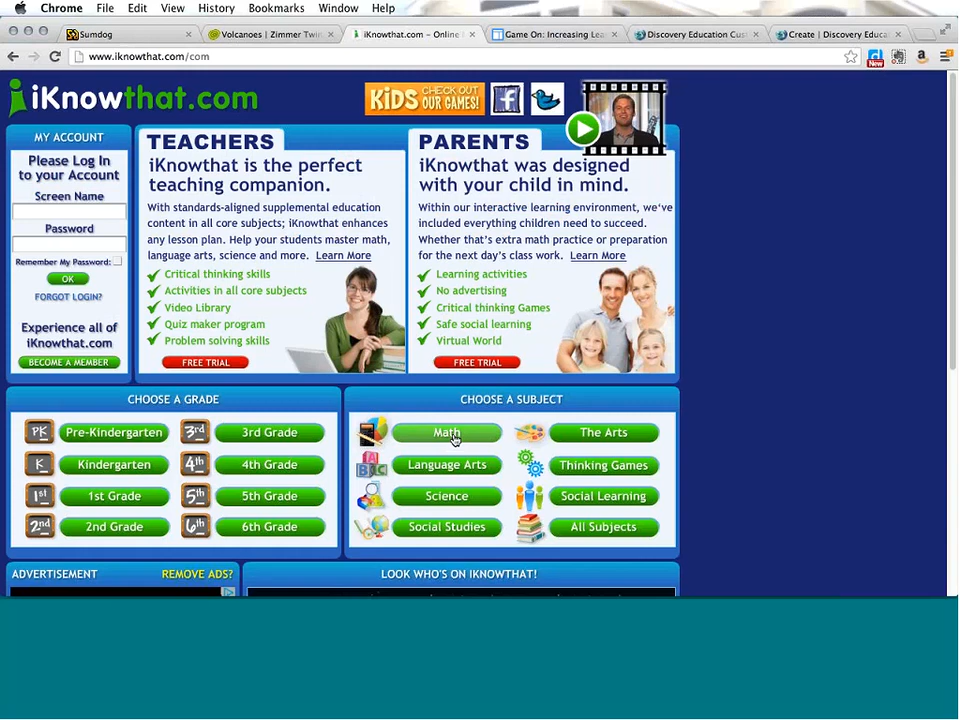 Chrome File Edit View History Bookmarks Window Help
Sumdog
Volcanoes | Zimmer Twin
iKnowthat.com – Online
Game On: Increasing Lea
Discovery Education Cus
Create | Discovery Educa
www.iknowthat.com/com
New
iKnowthat.com
KIDS CHECK OUT OUR GAMES!
MY ACCOUNT
Please Log In
to your Account
Screen Name
Password
Remember My Password:
OK
FORGOT LOGIN?
Experience all of
iKnowthat.com
BECOME A MEMBER
TEACHERS
iKnowthat is the perfect
teaching companion.
With standards-aligned supplemental education
content in all core subjects; iKnowthat enhances
any lesson plan. Help your students master math,
language arts, science and more. Learn More
Critical thinking skills
Activities in all core subjects
Video Library
Quiz maker program
Problem solving skills
FREE TRIAL
PARENTS
iKnowthat was designed
with your child in mind.
Within our interactive learning environment, we've
included everything children need to succeed.
Whether that's extra math practice or preparation
for the next day's class work. Learn More
Learning activities
No advertising
Critical thinking Games
Safe social learning
Virtual World
FREE TRIAL
CHOOSE A GRADE
PK Pre-Kindergarten 3rd 3rd Grade
K Kindergarten 4th 4th Grade
1st 1st Grade 5th 5th Grade
2nd 2nd Grade 6th 6th Grade
CHOOSE A SUBJECT
Math The Arts
Language Arts Thinking Games
Science Social Learning
Social Studies All Subjects
ADVERTISEMENT REMOVE ADS?
LOOK WHO'S ON IKNOWTHAT!